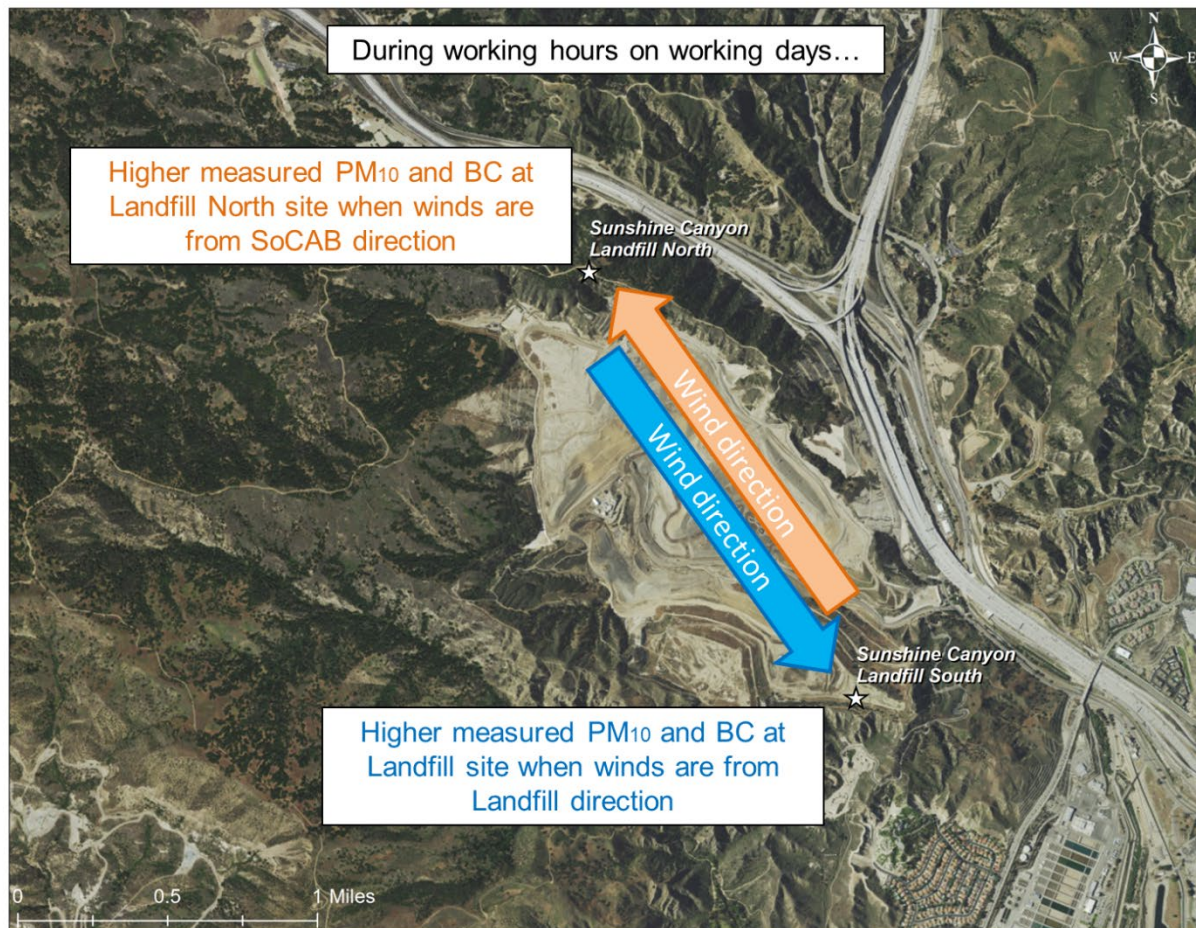 During working hours on working days…
N
W E
S
Higher measured PM10 and BC at
Landfill North site when winds are
from SoCAB direction
Sunshine Canyon
Landfill North
Wind direction
Wind direction
Sunshine Canyon
Landfill South
Higher measured PM10 and BC at
Landfill site when winds are from
Landfill direction
0 0.5 1 Miles